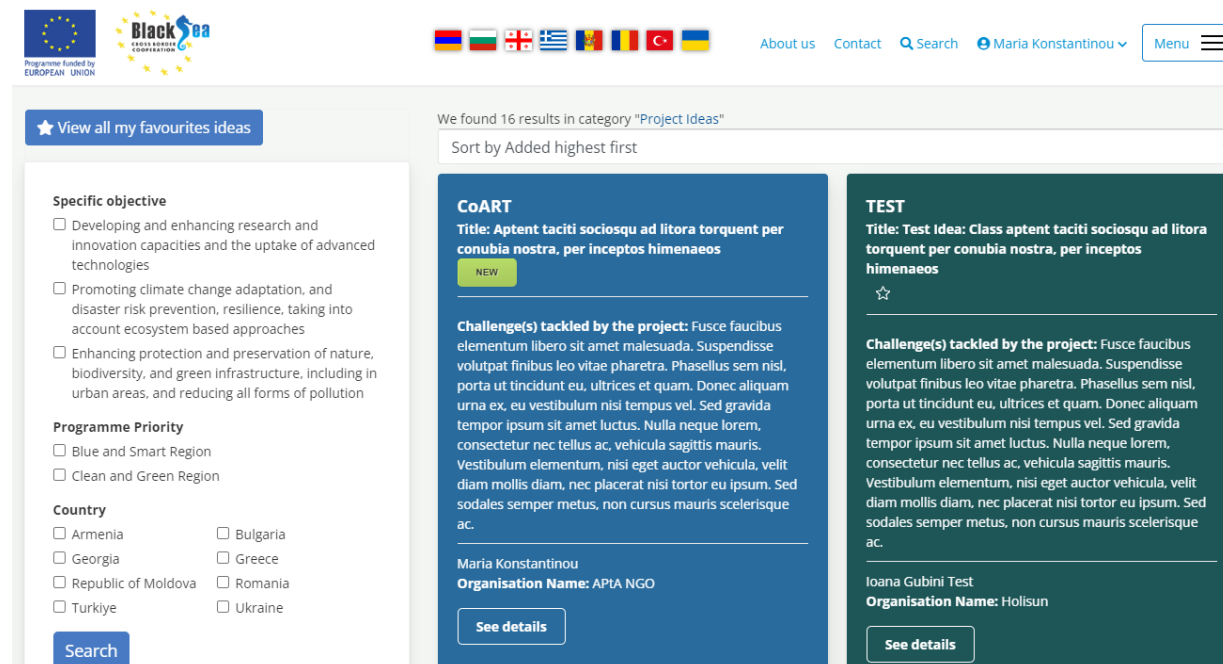 Programme funded by
EUROPEAN UNION
BlackSea
CROSS BORDER
COOPERATION
About us
Contact
Search
Maria Konstantinou
Menu
View all my favourites ideas
Specific objective
Developing and enhancing research and
innovation capacities and the uptake of advanced
technologies
Promoting climate change adaptation, and
disaster risk prevention, resilience, taking into
account ecosystem based approaches
Enhancing protection and preservation of nature,
biodiversity, and green infrastructure, including in
urban areas, and reducing all forms of pollution
Programme Priority
Blue and Smart Region
Clean and Green Region
Country
Armenia
Bulgaria
Georgia
Greece
Republic of Moldova
Romania
Turkiye
Ukraine
Search
We found 16 results in category "Project Ideas"
Sort by Added highest first
CoART
Title: Aptent taciti sociosqu ad litora torquent per
conubia nostra, per inceptos himenaeos
NEW
Challenge(s) tackled by the project: Fusce faucibus
elementum libero sit amet malesuada. Suspendisse
volutpat finibus leo vitae pharetra. Phasellus sem nisl,
porta ut tincidunt eu, ultrices et quam. Donec aliquam
urna ex, eu vestibulum nisi tempus vel. Sed gravida
tempor ipsum sit amet luctus. Nulla neque lorem,
consectetur nec tellus ac, vehicula sagittis mauris.
Vestibulum elementum, nisi eget auctor vehicula, velit
diam mollis diam, nec placerat nisi tortor eu ipsum. Sed
sodales semper metus, non cursus mauris scelerisque
ac.
Maria Konstantinou
Organisation Name: APtA NGO
See details
TEST
Title: Test Idea: Class aptent taciti sociosqu ad litora
torquent per conubia nostra, per inceptos
himenaeos
Challenge(s) tackled by the project: Fusce faucibus
elementum libero sit amet malesuada. Suspendisse
volutpat finibus leo vitae pharetra. Phasellus sem nisl,
porta ut tincidunt eu, ultrices et quam. Donec aliquam
urna ex, eu vestibulum nisi tempus vel. Sed gravida
tempor ipsum sit amet luctus. Nulla neque lorem,
consectetur nec tellus ac, vehicula sagittis mauris.
Vestibulum elementum, nisi eget auctor vehicula, velit
diam mollis diam, nec placerat nisi tortor eu ipsum. Sed
sodales semper metus, non cursus mauris scelerisque
ac.
Ioana Gubini Test
Organisation Name: Holisun
See details